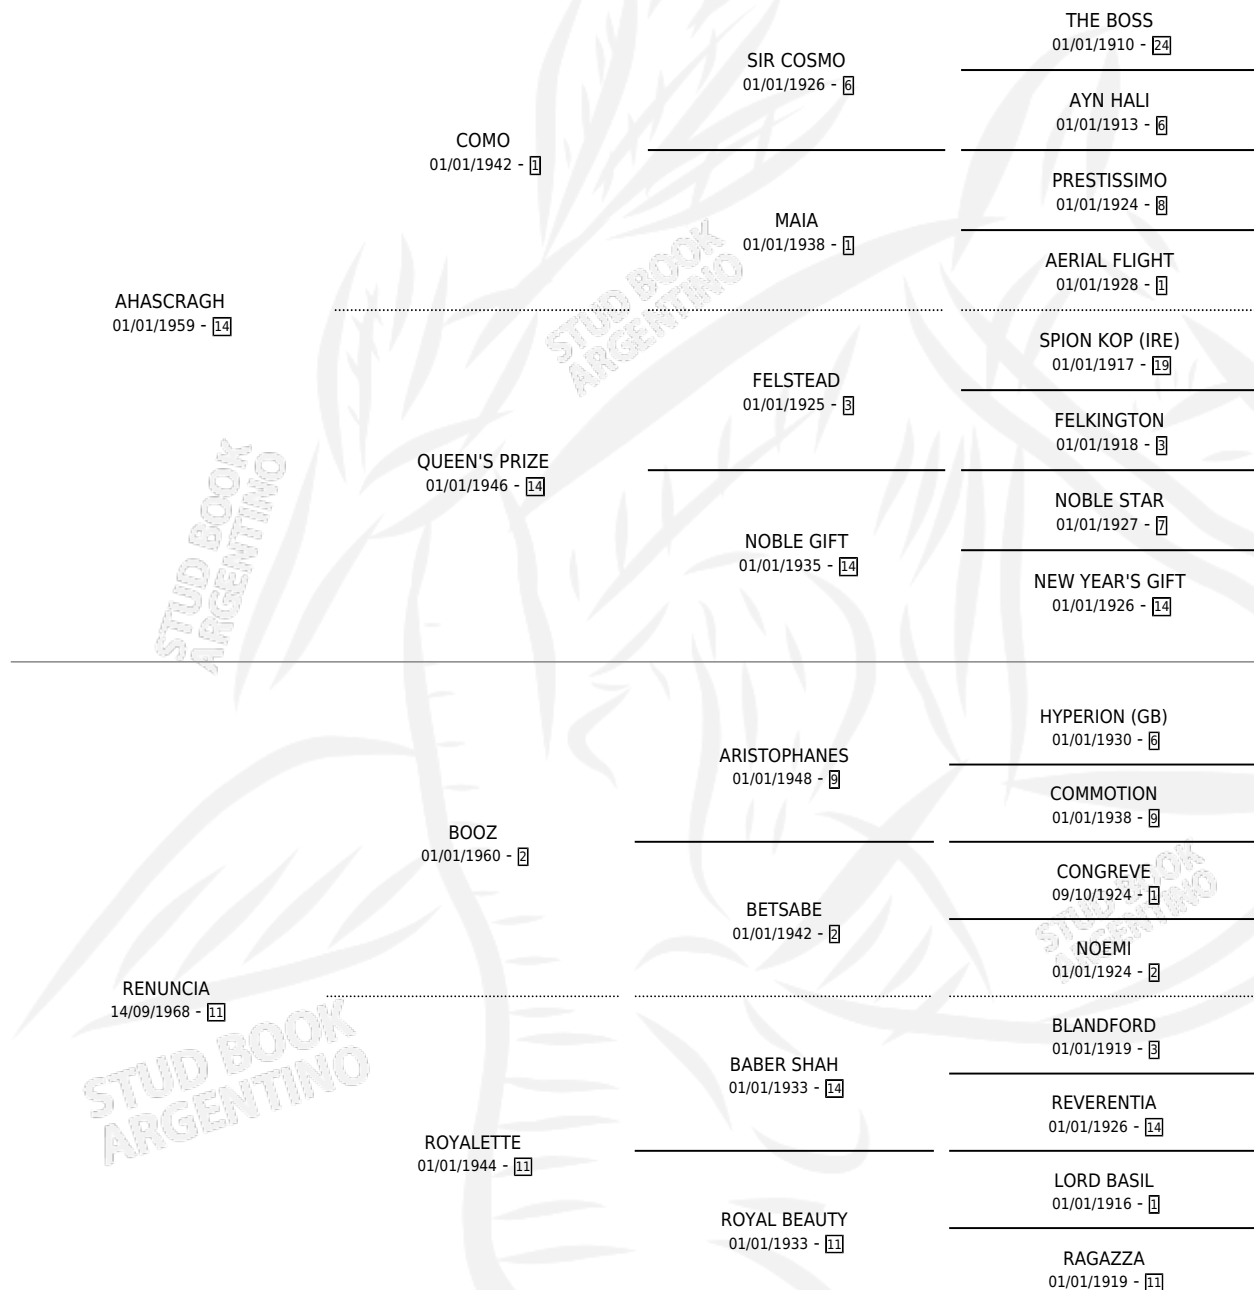 THE BOSS
01/01/1910 - 24
SIR COSMO
01/01/1926 - 6
AYN HALI
01/01/1913 - 6
COMO
01/01/1942 - 1
PRESTISSIMO
01/01/1924 - 8
MAIA
01/01/1938 - 1
AERIAL FLIGHT
01/01/1928 - 1
AHASCRAGH
01/01/1959 - 14
SPION KOP (IRE)
01/01/1917 - 19
FELSTEAD
01/01/1925 - 3
FELKINGTON
01/01/1918 - 3
QUEEN'S PRIZE
01/01/1946 - 14
NOBLE STAR
01/01/1927 - 7
NOBLE GIFT
01/01/1935 - 14
NEW YEAR'S GIFT
01/01/1926 - 14
HYPERION (GB)
01/01/1930 - 6
ARISTOPHANES
01/01/1948 - 9
COMMOTION
01/01/1938 - 9
BOOZ
01/01/1960 - 2
CONGREVE
09/10/1924 - 1
BETSABE
01/01/1942 - 2
NOEMI
01/01/1924 - 2
RENUNCIA
14/09/1968 - 11
BLANDFORD
01/01/1919 - 3
BABER SHAH
01/01/1933 - 14
REVERENTIA
01/01/1926 - 14
ROYALETTE
01/01/1944 - 11
LORD BASIL
01/01/1916 - 1
ROYAL BEAUTY
01/01/1933 - 11
RAGAZZA
01/01/1919 - 11
STUD BOOK
ARGENTINO
STUD BOOK
ARGENTINO
STUD BOOK
ARGENTINO
STUD BOOK
ARGENTINO